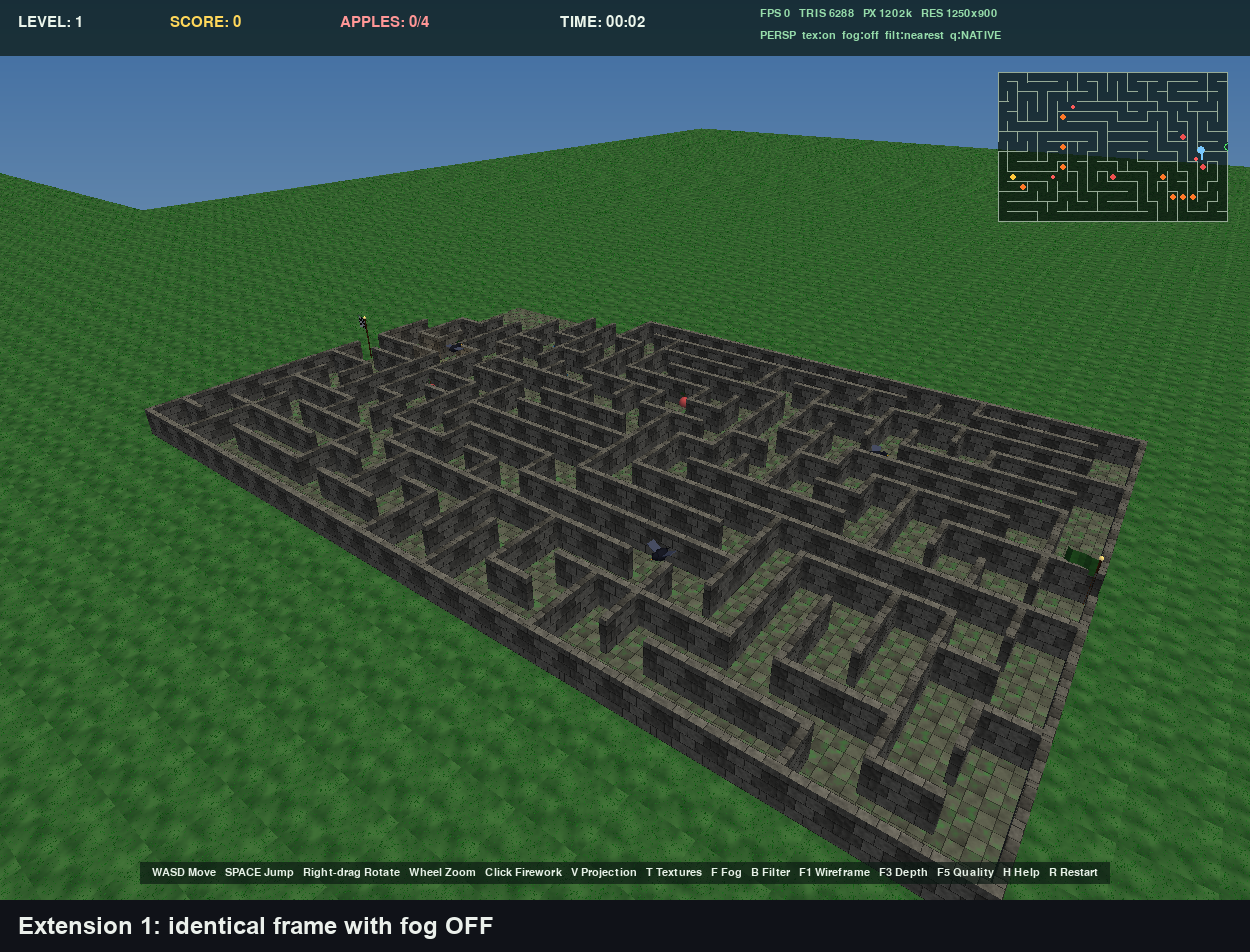 LEVEL: 1 SCORE: 0 APPLES: 0/4 TIME: 00:02 FPS 0 TRIS 6288 PX 1202k RES 1250x900
PERSP tex:on fog:off filt:nearest q:NATIVE
WASD Move SPACE Jump Right-drag Rotate Wheel Zoom Click Firework V Projection T Textures F Fog B Filter F1 Wireframe F3 Depth F5 Quality H Help R Restart
Extension 1: identical frame with fog OFF